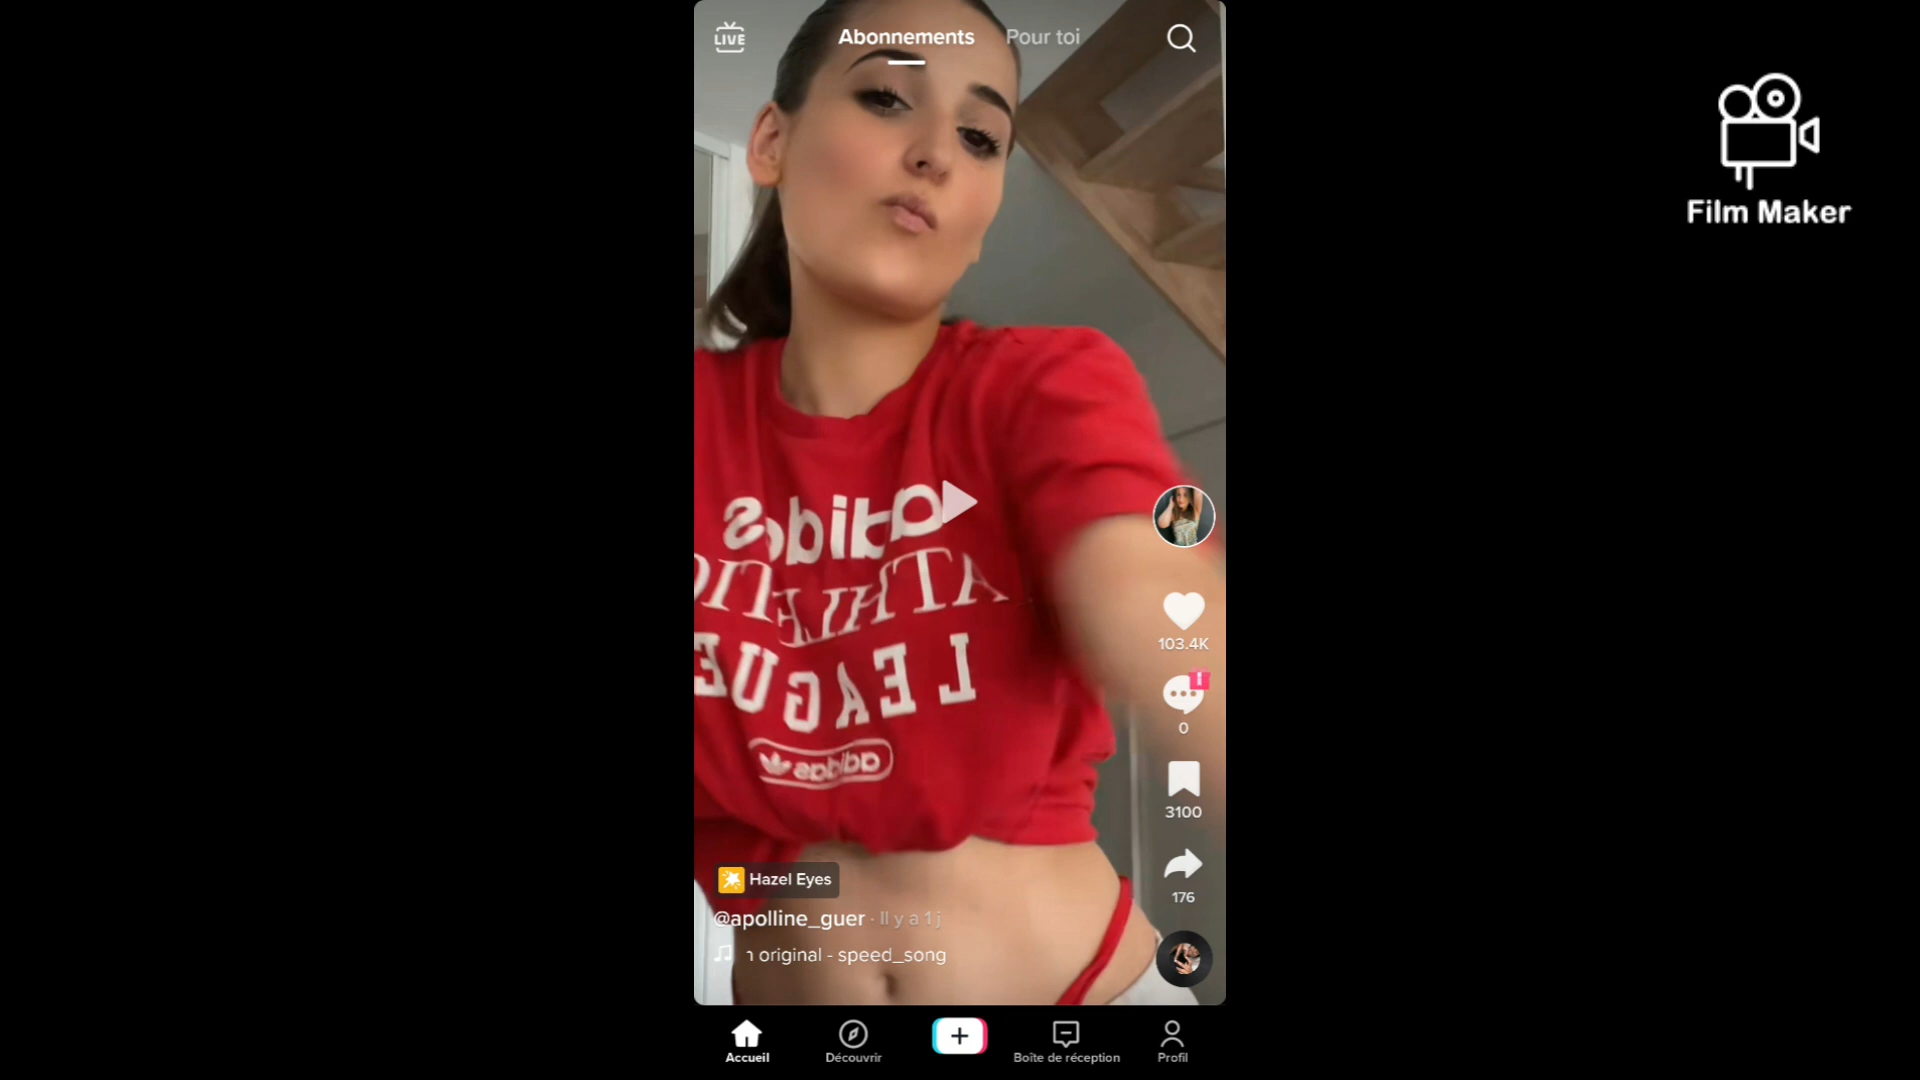 LIVE
Abonnements
Pour toi
Film Maker
adidas
ATHLETIC
LEAGUE
adidas
103.4K
0
3100
176
Hazel Eyes
@apolline_guer · Il y a 1 j
original - speed_song
Accueil
Découvrir
Boîte de réception
Profil